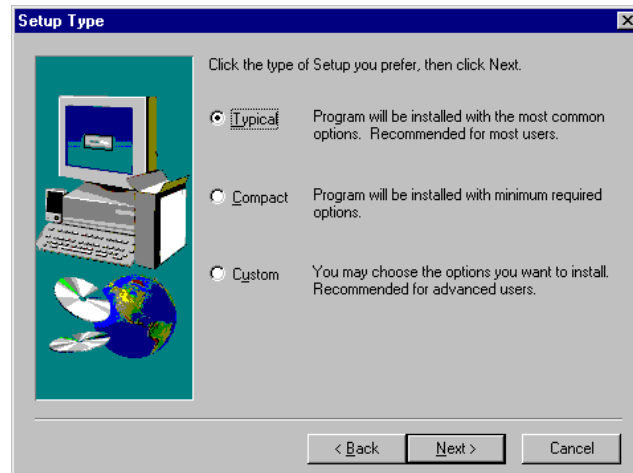 Setup Type
Click the type of Setup you prefer, then click Next.
Typical
Program will be installed with the most common
options.  Recommended for most users.
Compact
Program will be installed with minimum required
options.
Custom
You may choose the options you want to install.
Recommended for advanced users.
< Back
Next >
Cancel